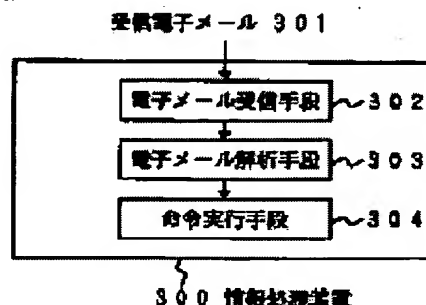 受信電子メール 301
電子メール受信手段 302
電子メール解析手段 303
命令実行手段 304
300 情報処理装置